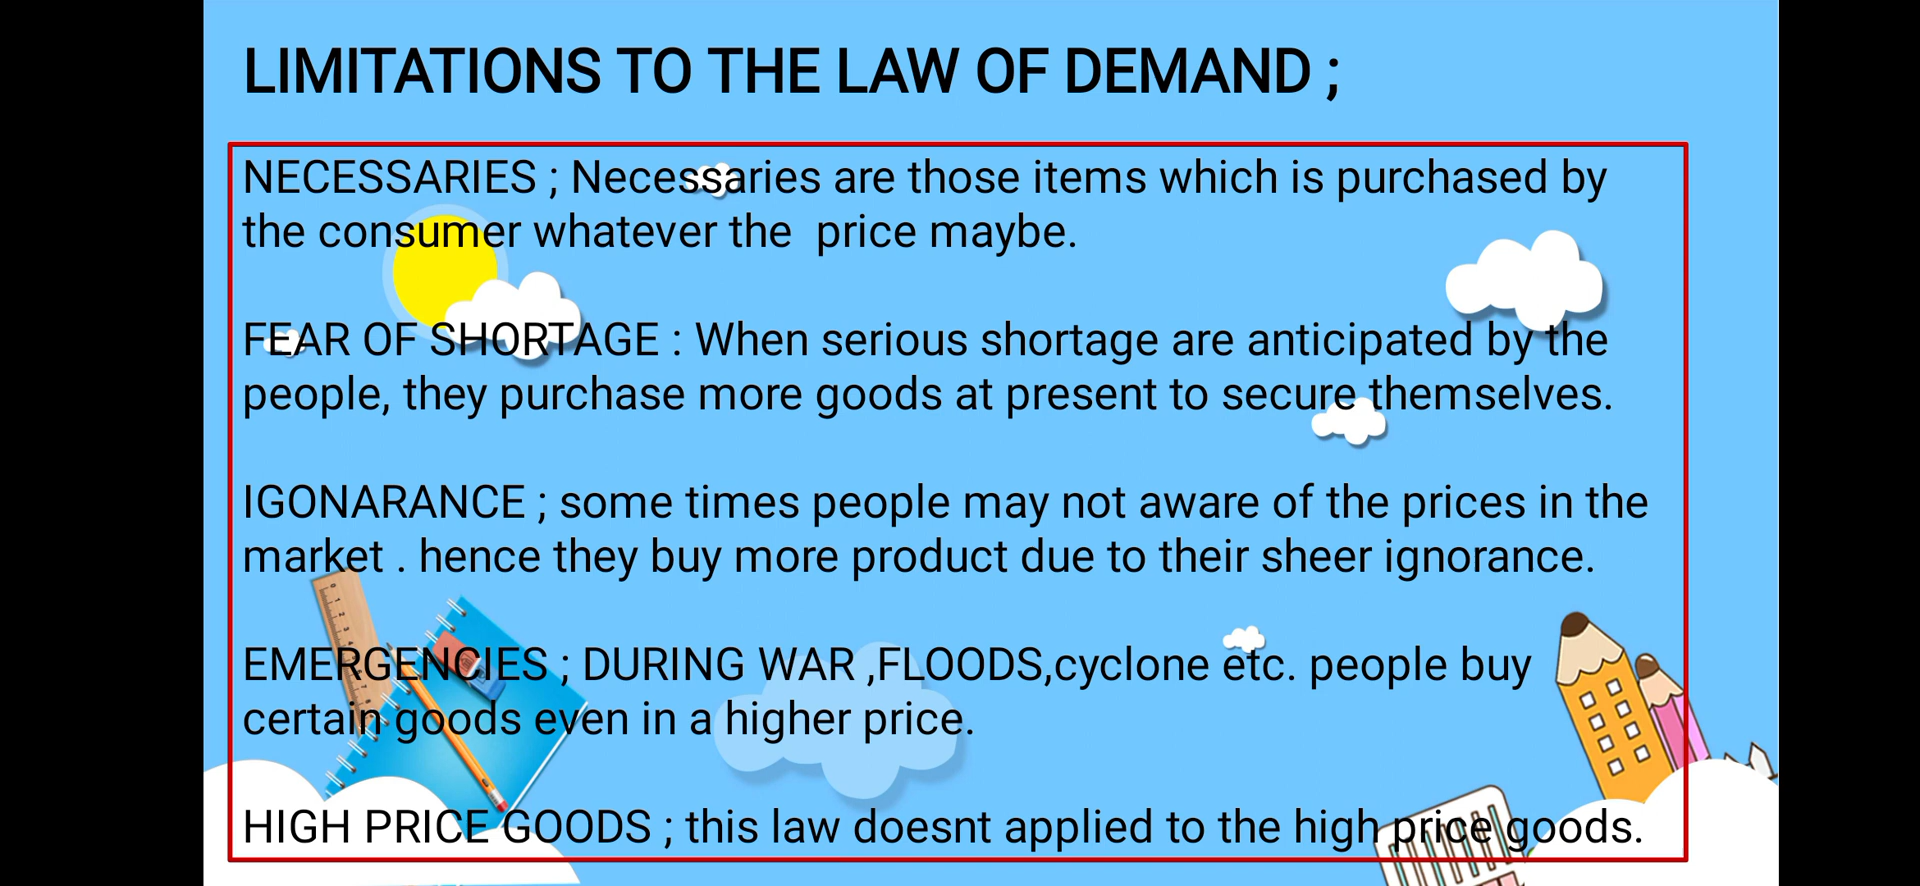 LIMITATIONS TO THE LAW OF DEMAND ;
NECESSARIES ; Necessaries are those items which is purchased by
the consumer whatever the  price maybe.
FEAR OF SHORTAGE : When serious shortage are anticipated by the
people, they purchase more goods at present to secure themselves.
IGONARANCE ; some times people may not aware of the prices in the
market . hence they buy more product due to their sheer ignorance.
EMERGENCIES ; DURING WAR ,FLOODS,cyclone etc. people buy
certain goods even in a higher price.
HIGH PRICE GOODS ; this law doesnt applied to the high price goods.